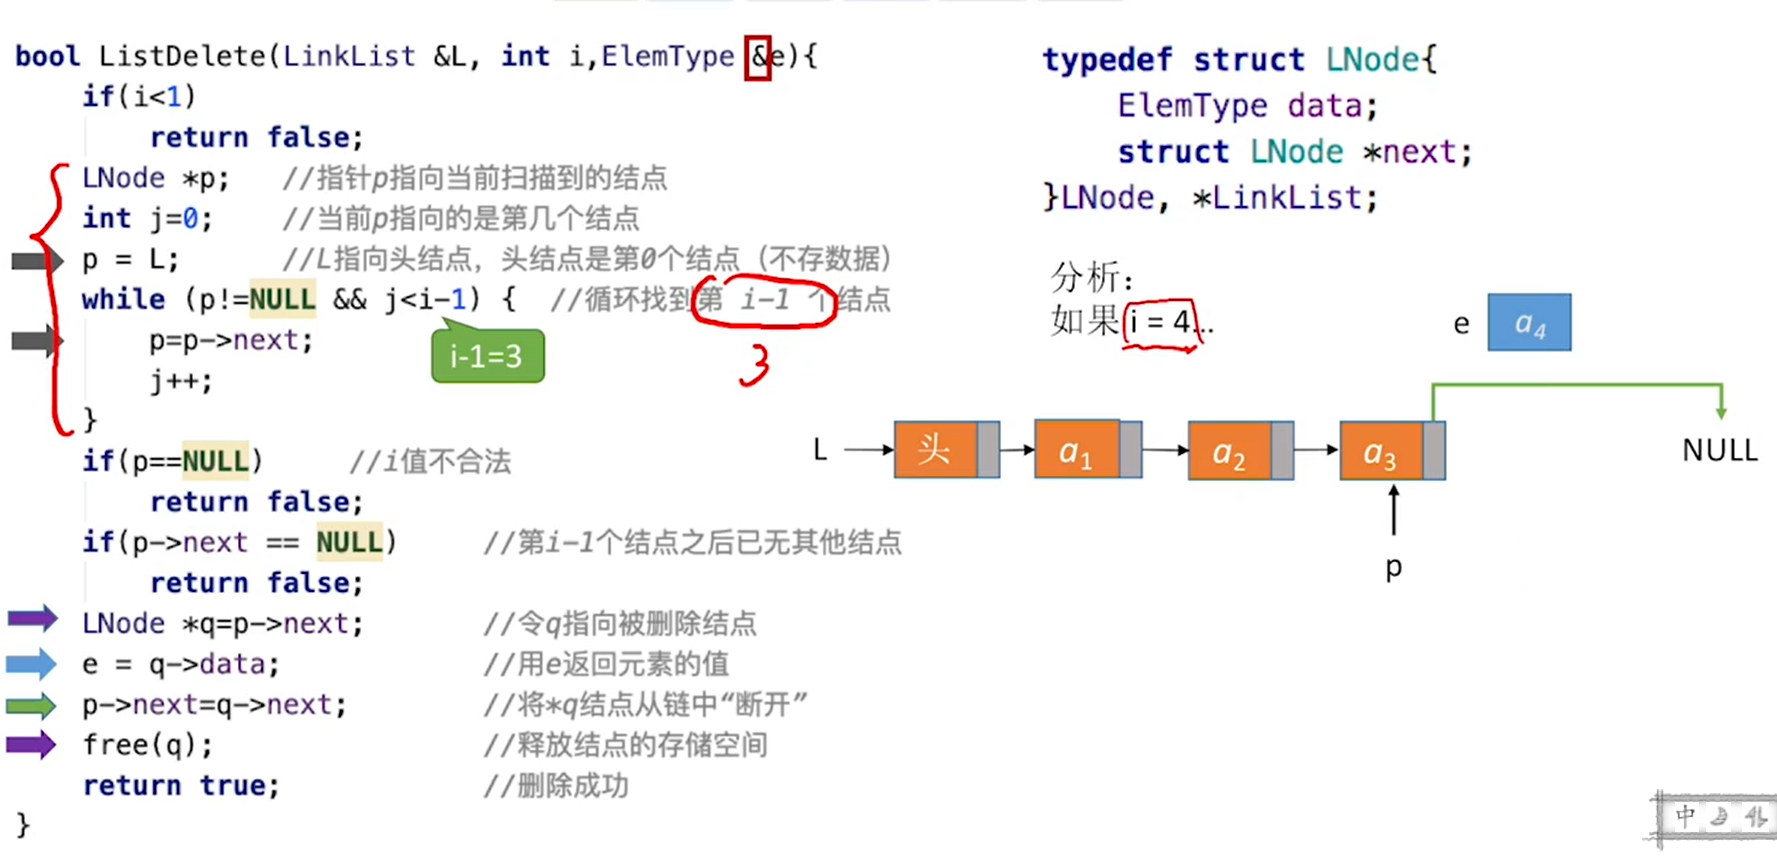 bool ListDelete(LinkList &L, int i,ElemType &e){
if(i<1)
return false;
LNode *p; //指针p指向当前扫描到的结点
int j=0; //当前p指向的是第几个结点
p = L; //L指向头结点，头结点是第0个结点（不存数据）
while (p!=NULL && j<i-1) { //循环找到第 i-1 个结点
p=p->next;
i-1=3
3
j++;
}
if(p==NULL) //i值不合法
return false;
if(p->next == NULL) //第i-1个结点之后已无其他结点
return false;
LNode *q=p->next; //令q指向被删除结点
e = q->data; //用e返回元素的值
p->next=q->next; //将*q结点从链中“断开”
free(q); //释放结点的存储空间
return true; //删除成功
}
typedef struct LNode{
ElemType data;
struct LNode *next;
}LNode, *LinkList;
分析：
如果 i = 4...
e a4
L 头 a1 a2 a3 NULL
p
中